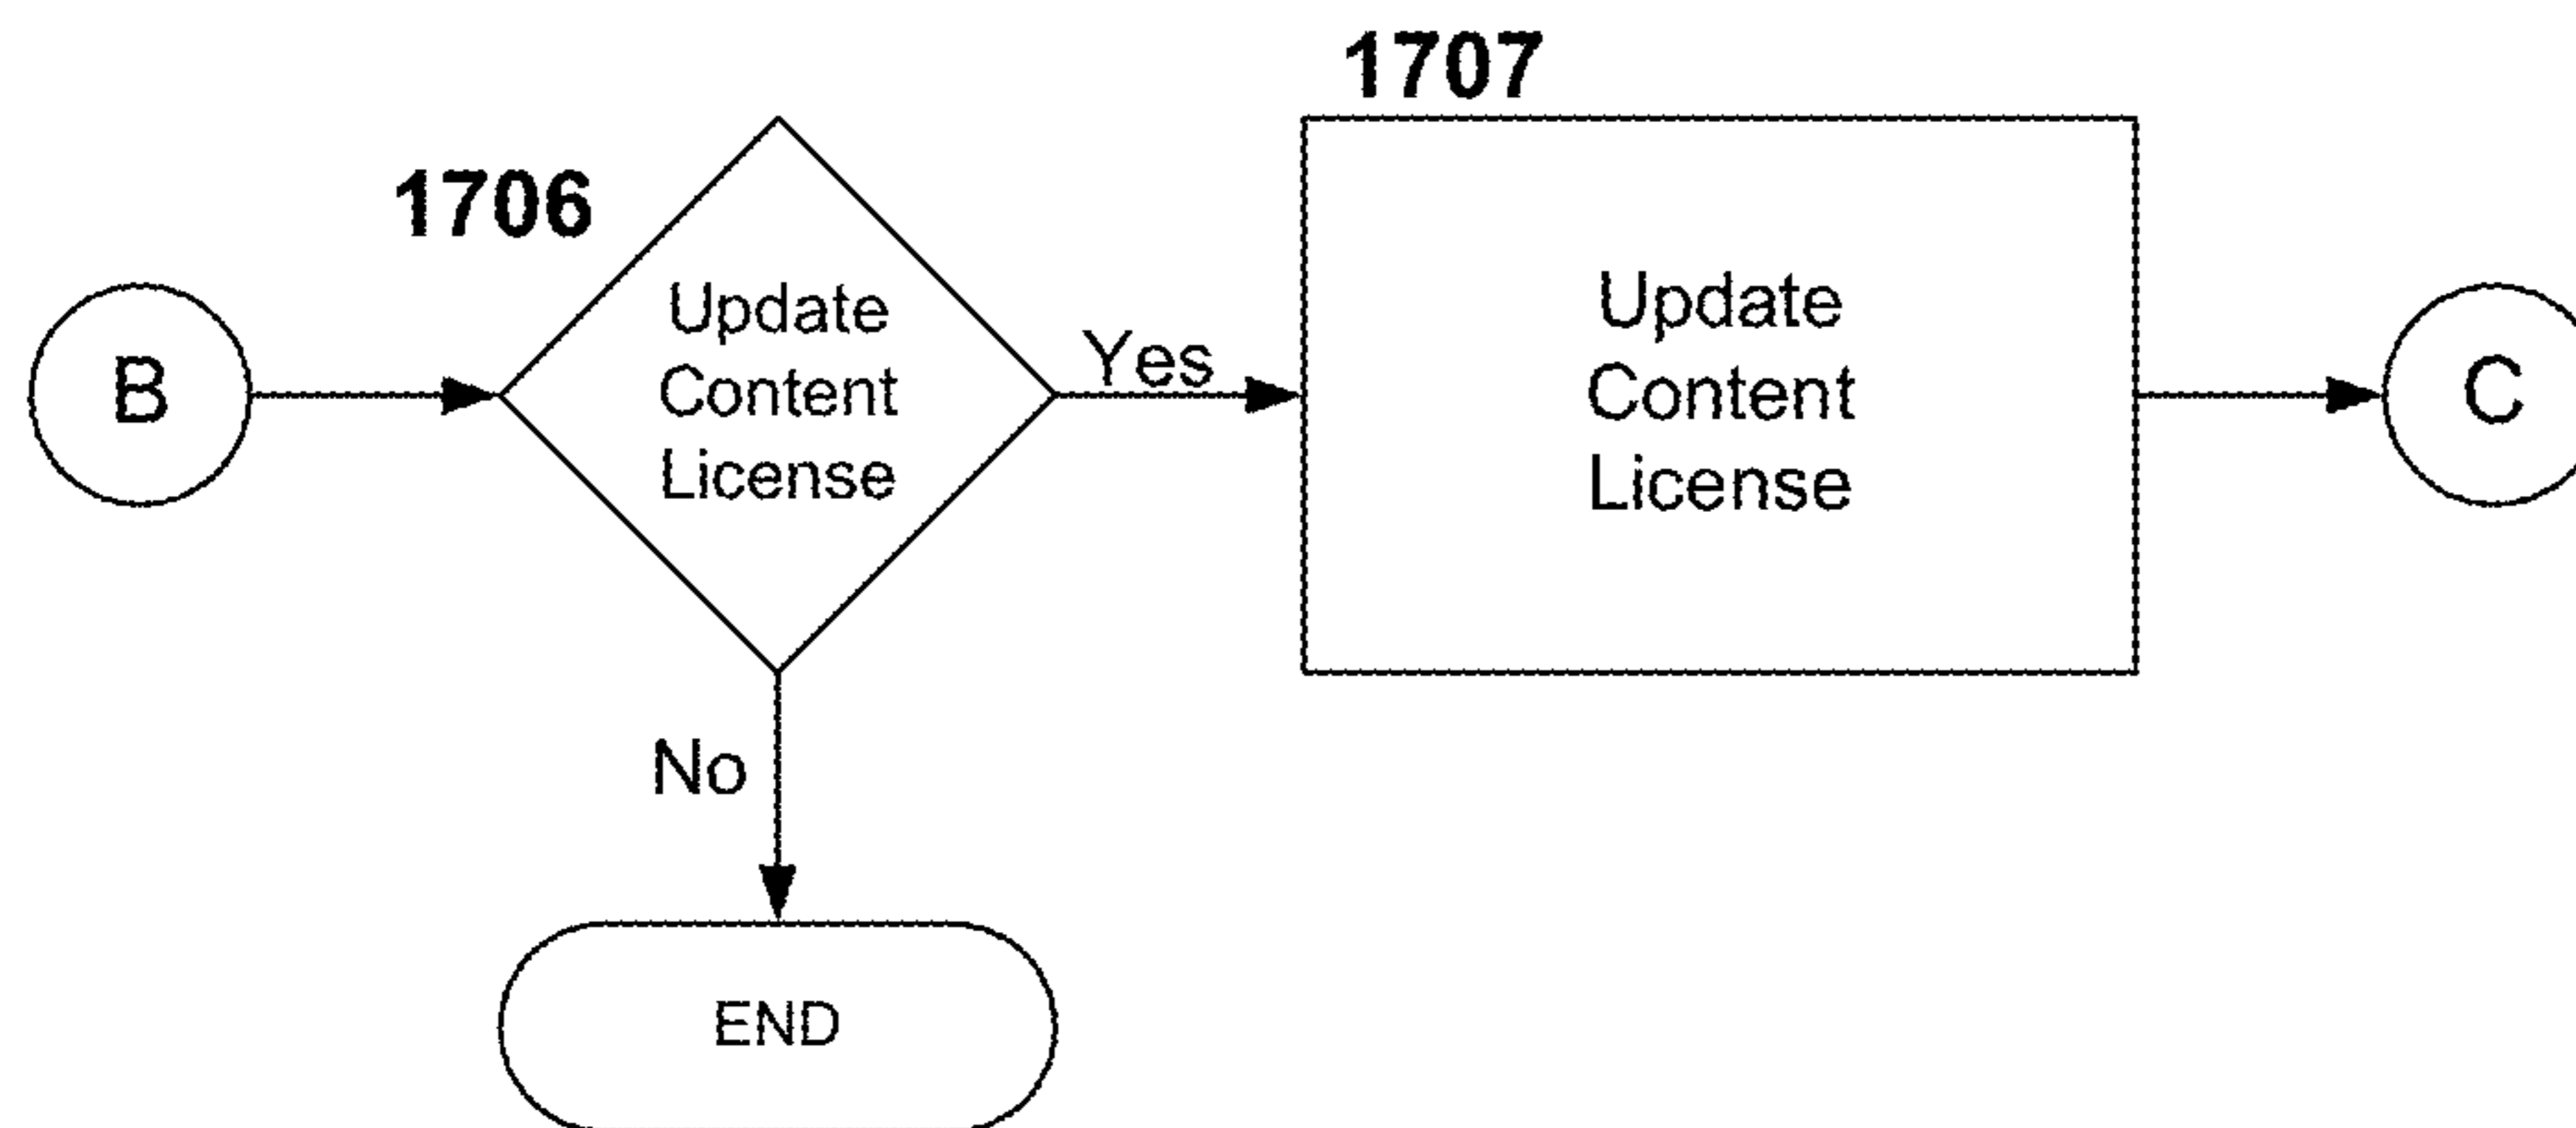 1707
1706
B
Update
Content
License
Yes
Update
Content
License
C
No
END